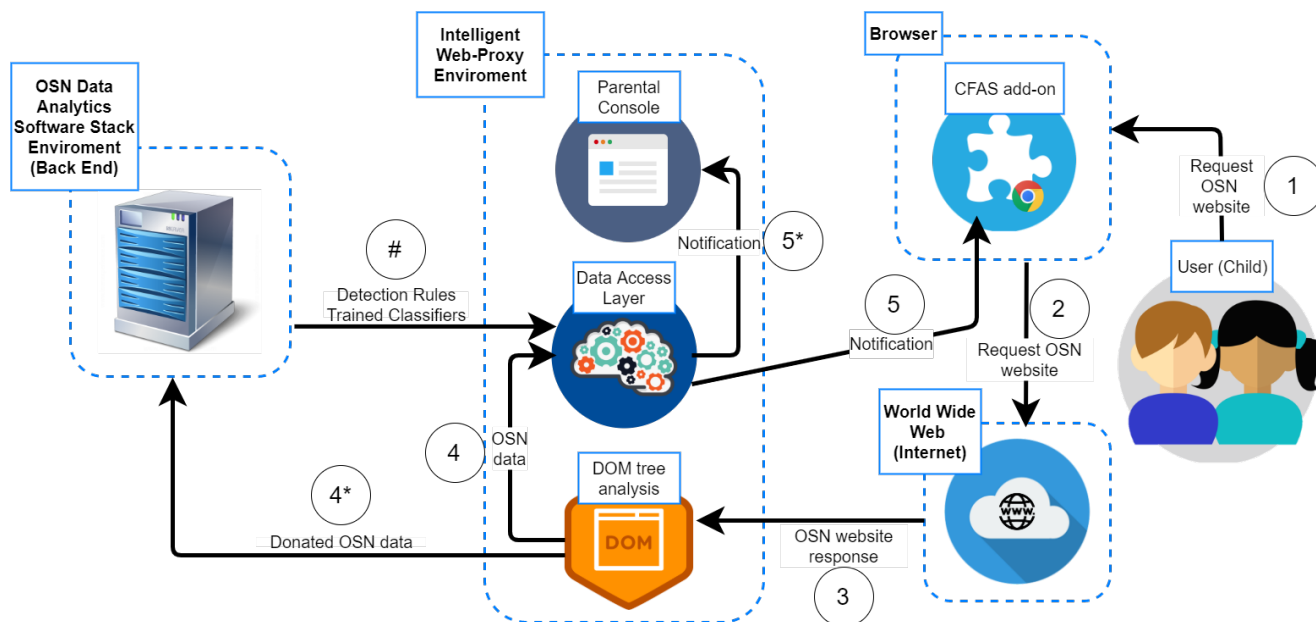 OSN Data
Analytics
Software Stack
Enviroment
(Back End)
Intelligent
Web-Proxy
Enviroment
Parental
Console
Browser
CFAS add-on
Request
OSN
website
1
User (Child)
#
Detection Rules
Trained Classifiers
Notification
5*
Data Access
Layer
5
Notification
2
Request OSN
website
World Wide
Web
(Internet)
WWW.
4
OSN
data
DOM tree
analysis
DOM
4*
Donated OSN data
OSN website
response
3